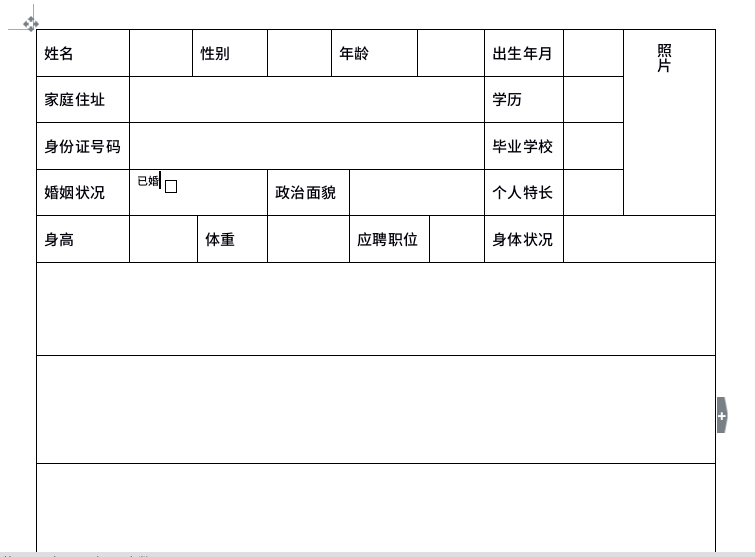 姓名 性别 年龄 出生年月 照片
家庭住址 学历
身份证号码 毕业学校
婚姻状况 已婚□ 政治面貌 个人特长
身高 体重 应聘职位 身体状况